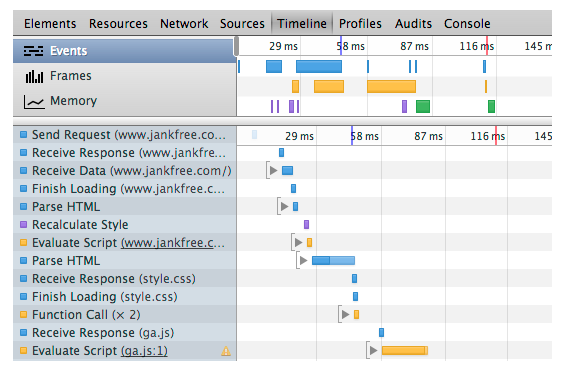 Elements Resources Network Sources Timeline Profiles Audits Console
Events
29 ms 58 ms 87 ms 116 ms 145 m
Frames
Memory
Send Request (www.jankfree.co...
29 ms 58 ms 87 ms 116 ms 145
Receive Response (www.jankfre...
Receive Data (www.jankfree.com/)
Finish Loading (www.jankfree.c...
Parse HTML
Recalculate Style
Evaluate Script (www.jankfree.c...
Parse HTML
Receive Response (style.css)
Finish Loading (style.css)
Function Call (× 2)
Receive Response (ga.js)
Evaluate Script (ga.js:1)